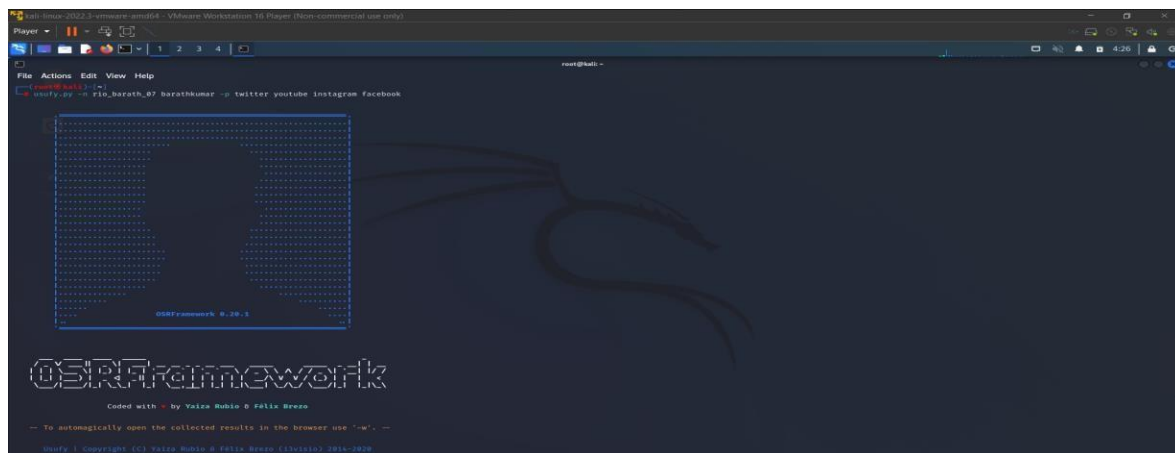 kali-linux-2022.3-vmware-amd64 - VMware Workstation 16 Player (Non-commercial use only)
Player
1 2 3 4
4:26
root@kali: ~
File Actions Edit View Help
(root㉿kali)-[~]
# usufy.py -n rio_barath_07 barathkumar -p twitter youtube instagram facebook
OSRFramework 0.20.1
OSRFramework
Coded with ♥ by Yaiza Rubio & Félix Brezo
-- To automagically open the collected results in the browser use '-w'. --
Usufy | Copyright (C) Yaiza Rubio & Félix Brezo (i3visio) 2014-2020